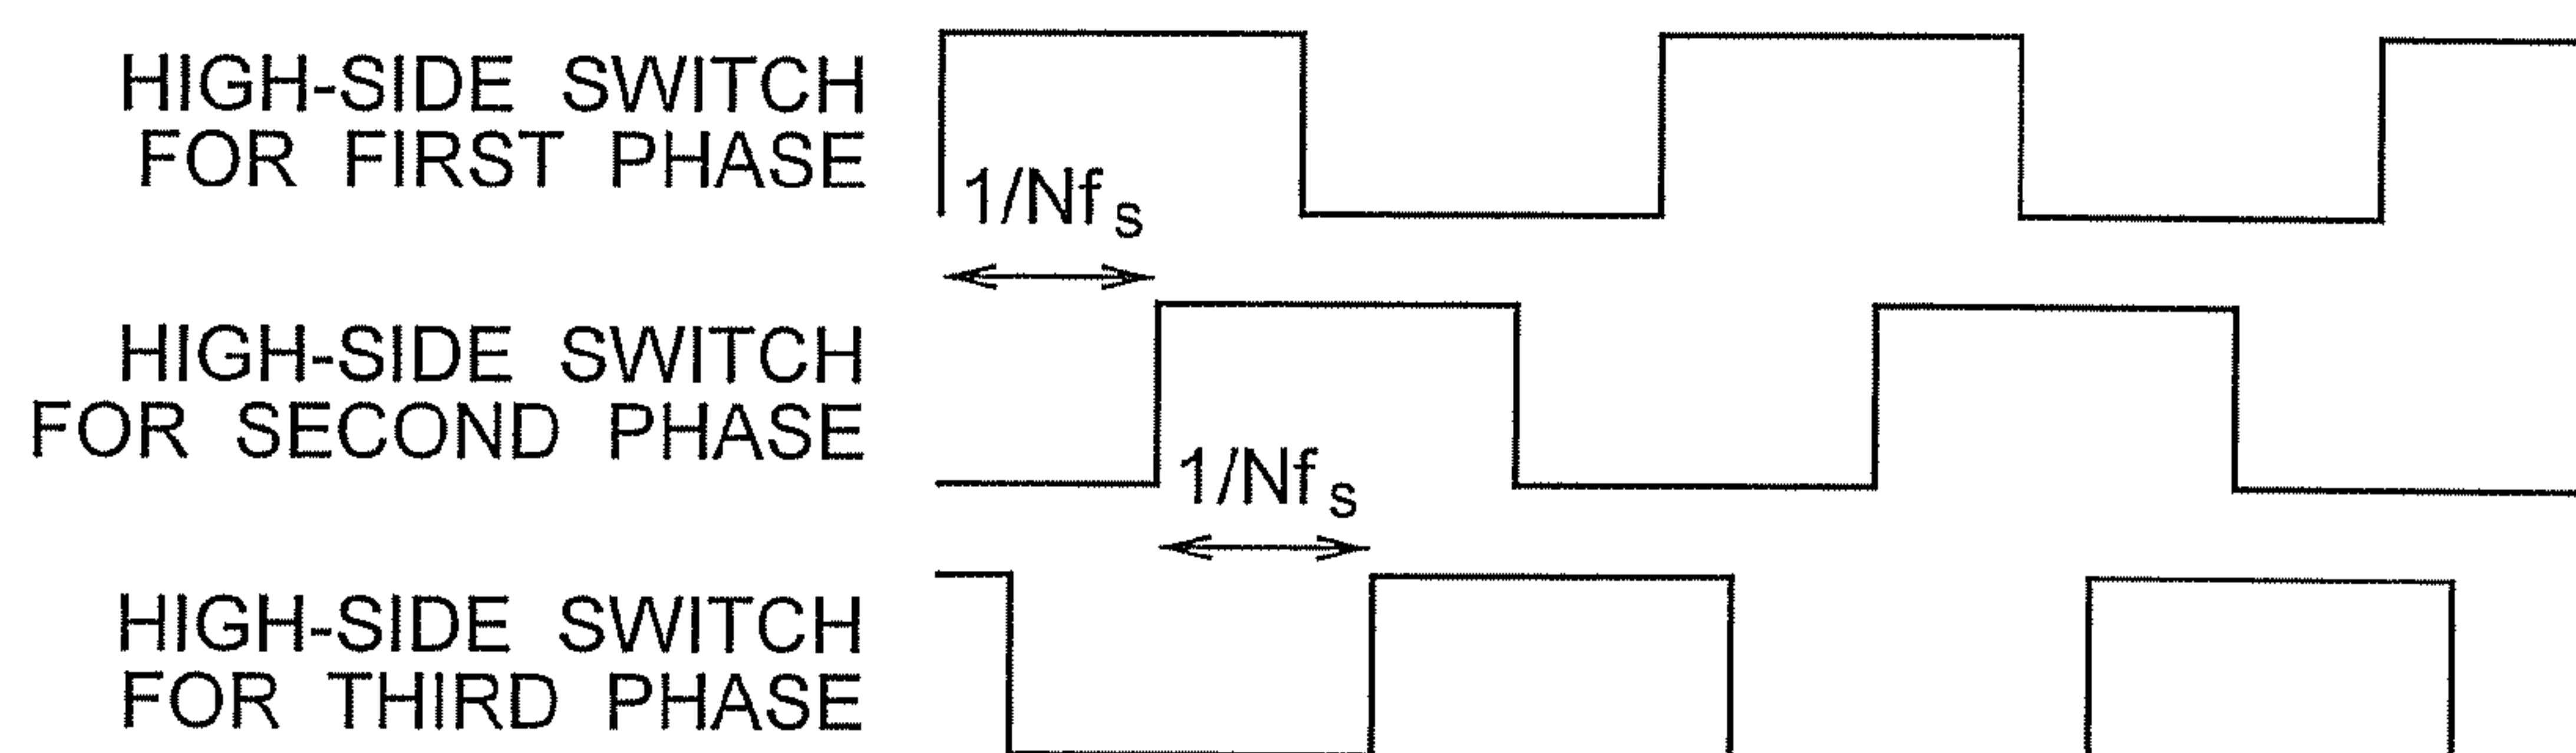 HIGH-SIDE SWITCH
FOR FIRST PHASE
1/Nfs
HIGH-SIDE SWITCH
FOR SECOND PHASE
1/Nfs
HIGH-SIDE SWITCH
FOR THIRD PHASE